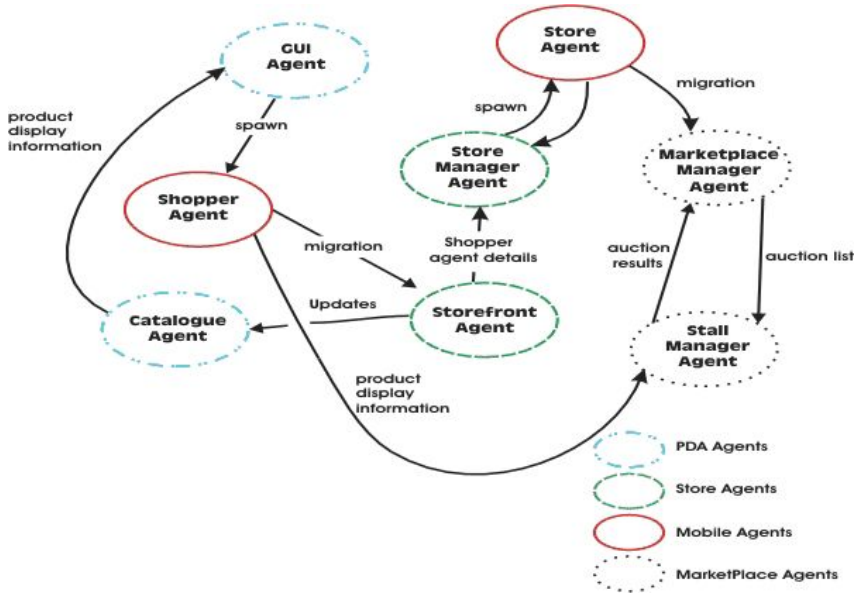 GUI
Agent
Store
Agent
product
display
information
spawn
spawn
migration
Store
Manager
Agent
Marketplace
Manager
Agent
Shopper
Agent
migration
Shopper
agent details
auction
results
auction list
Updates
Catalogue
Agent
Storefront
Agent
Stall
Manager
Agent
product
display
information
PDA Agents
Store Agents
Mobile Agents
MarketPlace Agents